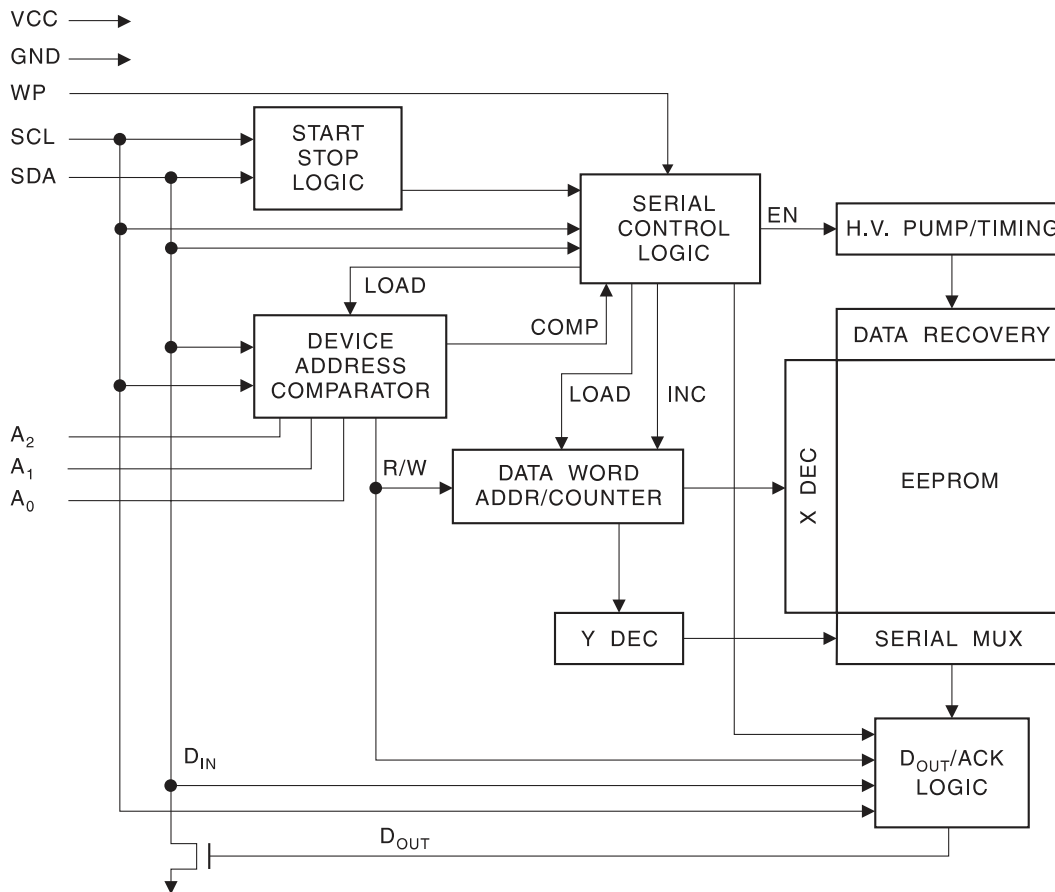 VCC
GND
WP
SCL
SDA
START
STOP
LOGIC
SERIAL
CONTROL
LOGIC
EN
H.V. PUMP/TIMING
LOAD
COMP
DEVICE
ADDRESS
COMPARATOR
DATA RECOVERY
LOAD
INC
A2
A1
A0
R/W
DATA WORD
ADDR/COUNTER
X DEC
EEPROM
Y DEC
SERIAL MUX
DIN
DOUT/ACK
LOGIC
DOUT